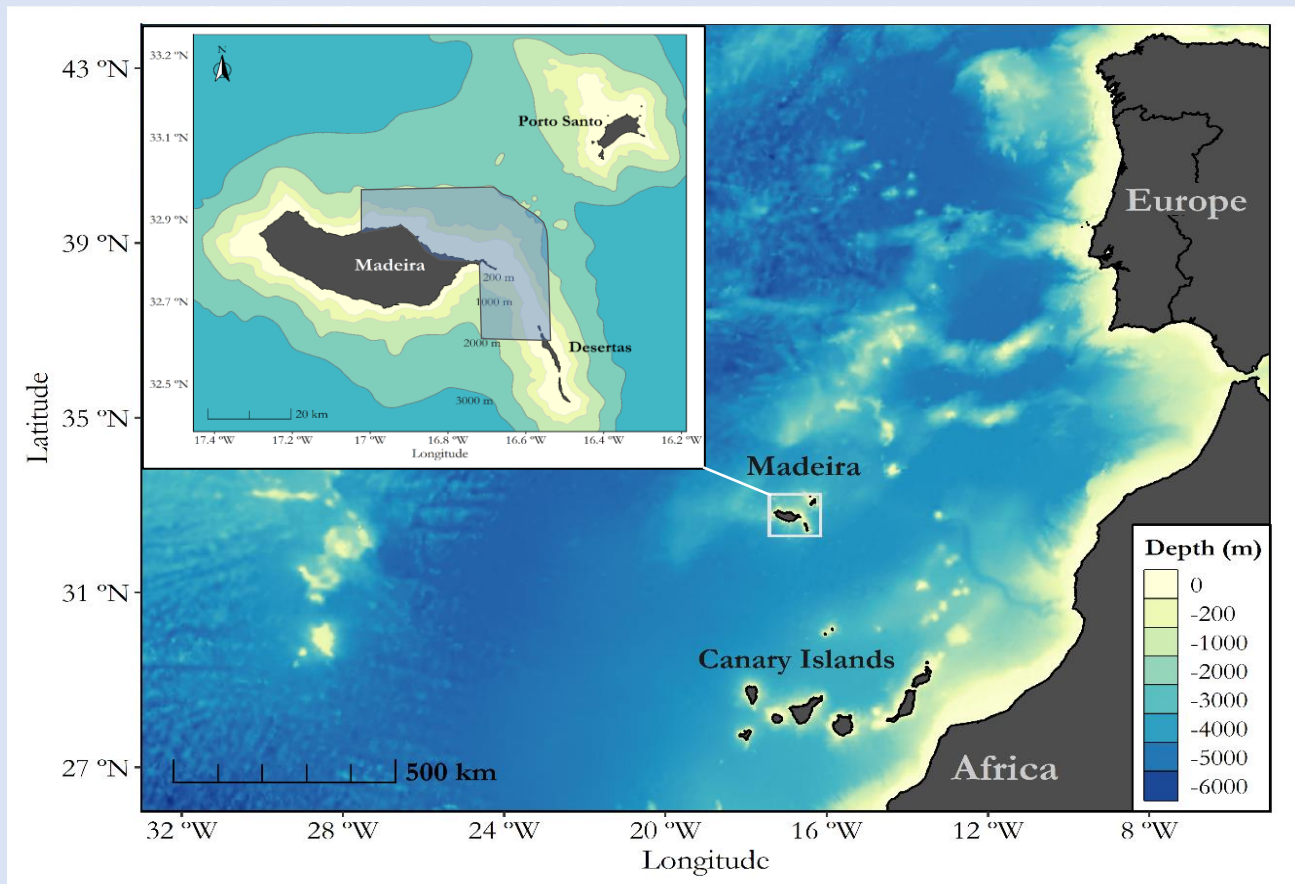 N
33.2 °N
33.1 °N
32.9 °N
32.7 °N
32.5 °N
Porto Santo
Madeira
200 m
1000 m
2000 m
Desertas
3000 m
20 km
17.4 °W
17.2 °W
17.0 °W
16.8 °W
16.6 °W
16.4 °W
16.2 °W
Longitude
43 °N
39 °N
35 °N
31 °N
27 °N
Latitude
Europe
Madeira
Canary Islands
Africa
500 km
Depth (m)
0
-200
-1000
-2000
-3000
-4000
-5000
-6000
32 °W
28 °W
24 °W
20 °W
16 °W
12 °W
8 °W
Longitude